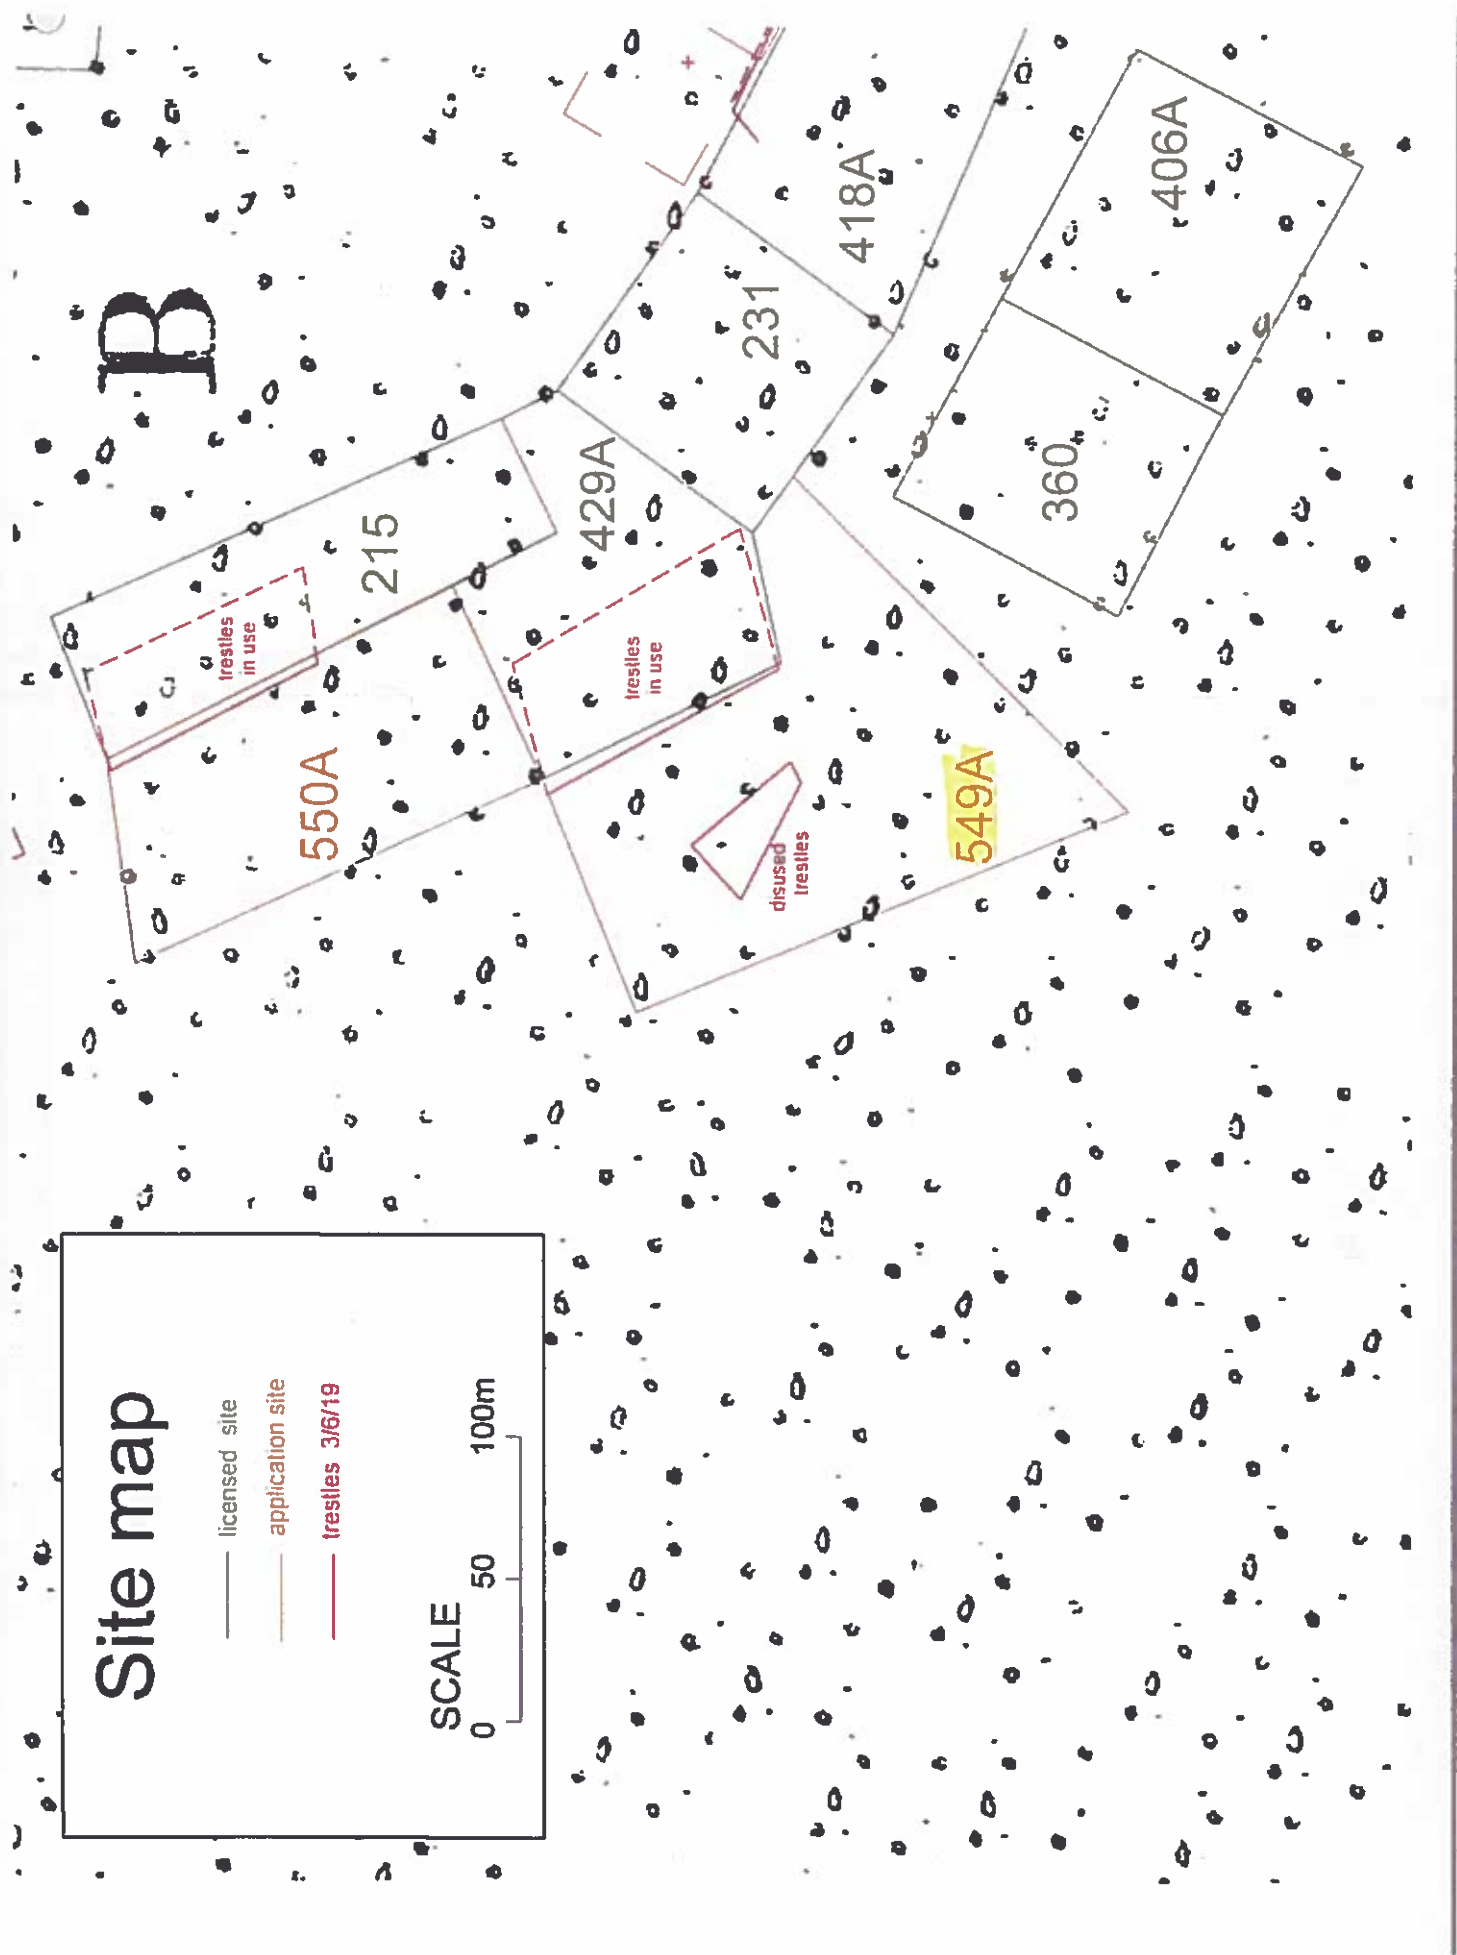 Site map
licensed site
application site
trestles 3/6/19
SCALE
0 50 100m
B
215
trestles
in use
550A
429A
trestles
in use
231
418A
disused
trestles
549A
360
406A